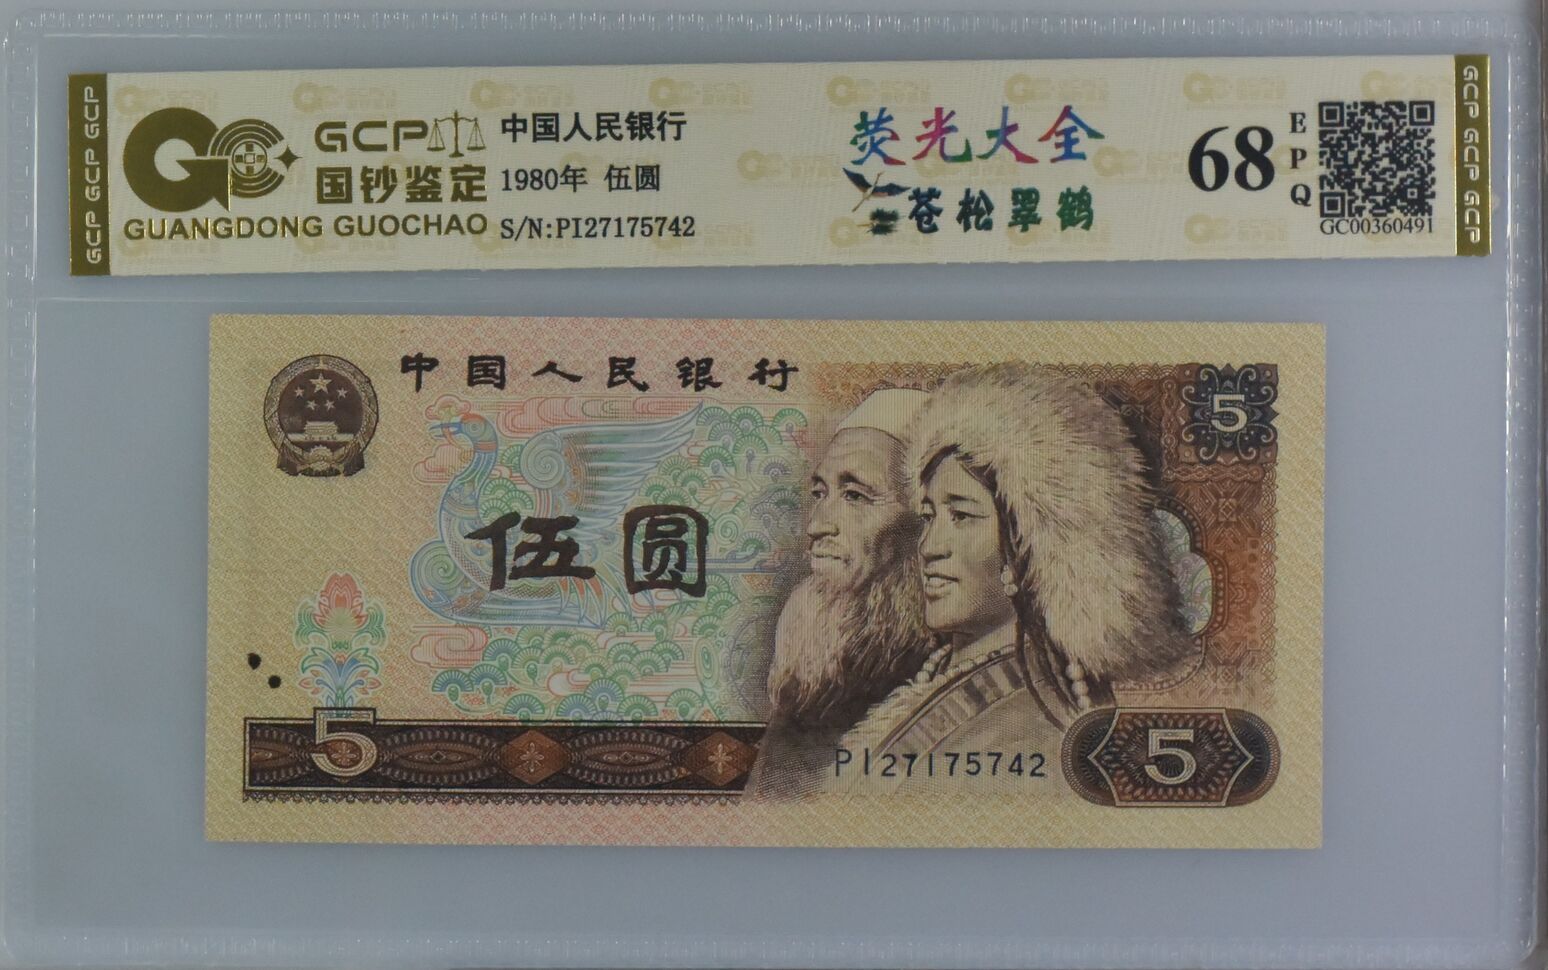 GCP
国钞鉴定
GUANGDONG GUOCHAO
中国人民银行
1980年 伍圆
S/N:PI27175742
荧光大全
苍松翠鹤
68
EPQ
GC00360491
GCP GCP GCP
GCP GCP GCP
中国人民银行
5
伍圆
5
PI27175742
5